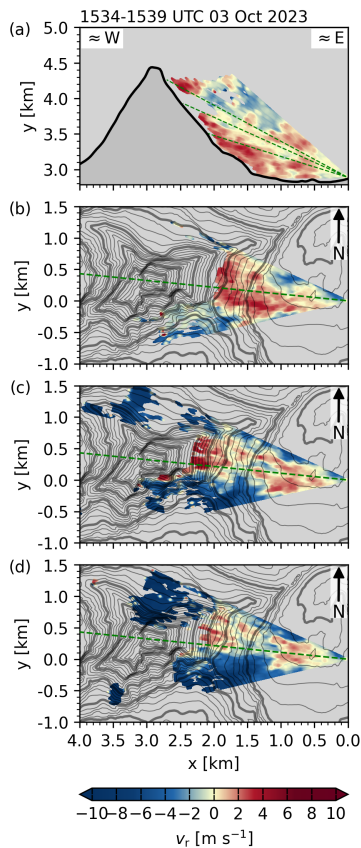 1534-1539 UTC 03 Oct 2023
(a)
≈ W
≈ E
5.0
4.5
4.0
3.5
3.0
y [km]
(b)
1.5
1.0
0.5
0.0
-0.5
-1.0
y [km]
N
(c)
1.5
1.0
0.5
0.0
-0.5
-1.0
y [km]
N
(d)
1.5
1.0
0.5
0.0
-0.5
-1.0
y [km]
N
4.0 3.5 3.0 2.5 2.0 1.5 1.0 0.5 0.0
x [km]
−10 −8 −6 −4 −2 0 2 4 6 8 10
vr [m s⁻¹]